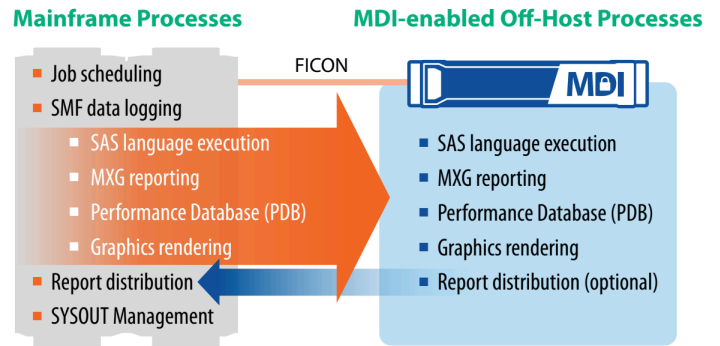 Mainframe Processes
MDI-enabled Off-Host Processes
FICON
MDI
Job scheduling
SMF data logging
SAS language execution
MXG reporting
Performance Database (PDB)
Graphics rendering
Report distribution
SYSOUT Management
SAS language execution
MXG reporting
Performance Database (PDB)
Graphics rendering
Report distribution (optional)